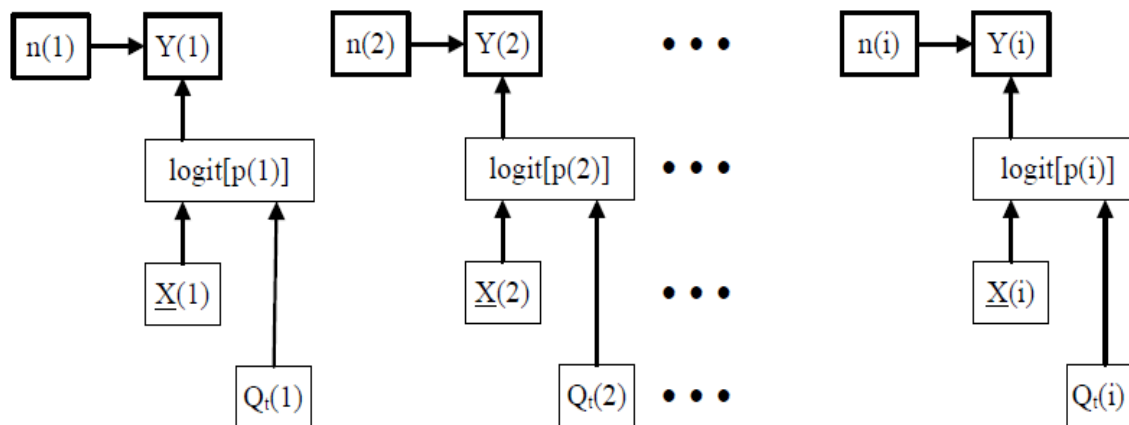 n(1) Y(1) n(2) Y(2) • • • n(i) Y(i)
logit[p(1)] logit[p(2)] • • • logit[p(i)]
X(1) X(2) • • • X(i)
Qₜ(1) Qₜ(2) • • • Qₜ(i)